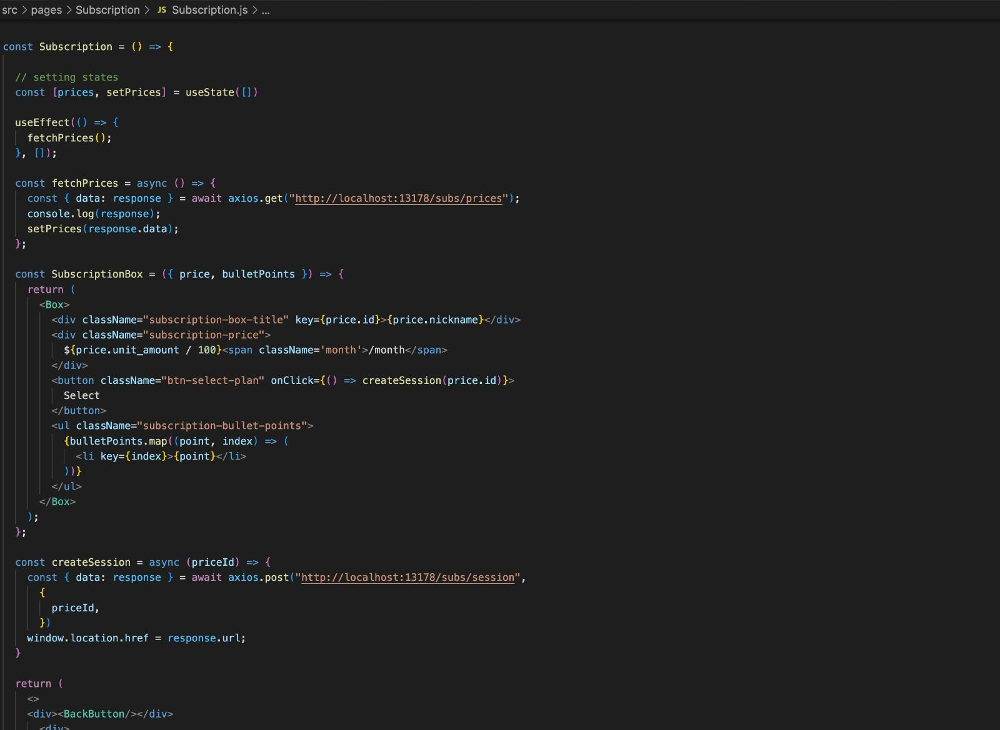 src > pages > Subscription > JS Subscription.js > ...
const Subscription = () => {
// setting states
const [prices, setPrices] = useState([])
useEffect(() => {
fetchPrices();
}, []);
const fetchPrices = async () => {
const { data: response } = await axios.get("http://localhost:13178/subs/prices");
console.log(response);
setPrices(response.data);
};
const SubscriptionBox = ({ price, bulletPoints }) => {
return (
<Box>
<div className="subscription-box-title" key={price.id}>{price.nickname}</div>
<div className="subscription-price">
${price.unit_amount / 100}<span className='month'>/month</span>
</div>
<button className="btn-select-plan" onClick={() => createSession(price.id)}>
Select
</button>
<ul className="subscription-bullet-points">
{bulletPoints.map((point, index) => (
<li key={index}>{point}</li>
))}
</ul>
</Box>
);
};
const createSession = async (priceId) => {
const { data: response } = await axios.post("http://localhost:13178/subs/session",
{
priceId,
})
window.location.href = response.url;
}
return (
<>
<div><BackButton/></div>
<div>